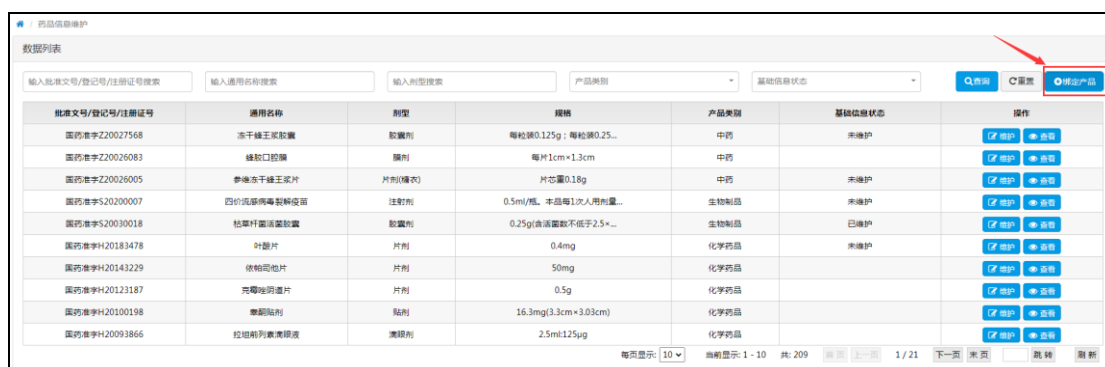 / 药品信息维护
数据列表
输入批准文号/登记号/注册证号搜索 输入通用名称搜索 输入剂型搜索 产品类别 基础信息状态 查询 重置 绑定产品
批准文号/登记号/注册证号 通用名称 剂型 规格 产品类别 基础信息状态 操作
国药准字Z20027568 冻干蜂王浆胶囊 胶囊剂 每粒装0.125g；每粒装0.25... 中药 未维护 维护 查看
国药准字Z20026083 蜂胶口腔膜 膜剂 每片1cm×1.3cm 中药 维护 查看
国药准字Z20026005 参维冻干蜂王浆片 片剂(糖衣) 片芯重0.18g 中药 未维护 维护 查看
国药准字S20200007 四价流感病毒裂解疫苗 注射剂 0.5ml/瓶。本品每1次人用剂量... 生物制品 未维护 维护 查看
国药准字S20030018 枯草杆菌活菌胶囊 胶囊剂 0.25g(含活菌数不低于2.5×... 生物制品 已维护 维护 查看
国药准字H20183478 叶酸片 片剂 0.4mg 化学药品 未维护 维护 查看
国药准字H20143229 依帕司他片 片剂 50mg 化学药品 维护 查看
国药准字H20123187 克霉唑阴道片 片剂 0.5g 化学药品 维护 查看
国药准字H20100198 睾酮贴剂 贴剂 16.3mg(3.3cm×3.03cm) 化学药品 维护 查看
国药准字H20093866 拉坦前列素滴眼液 滴眼剂 2.5ml:125μg 化学药品 维护 查看
每页显示: 10 当前显示: 1 - 10 共: 209 首 页 上一页 1 / 21 下一页 末 页 跳 转 刷 新